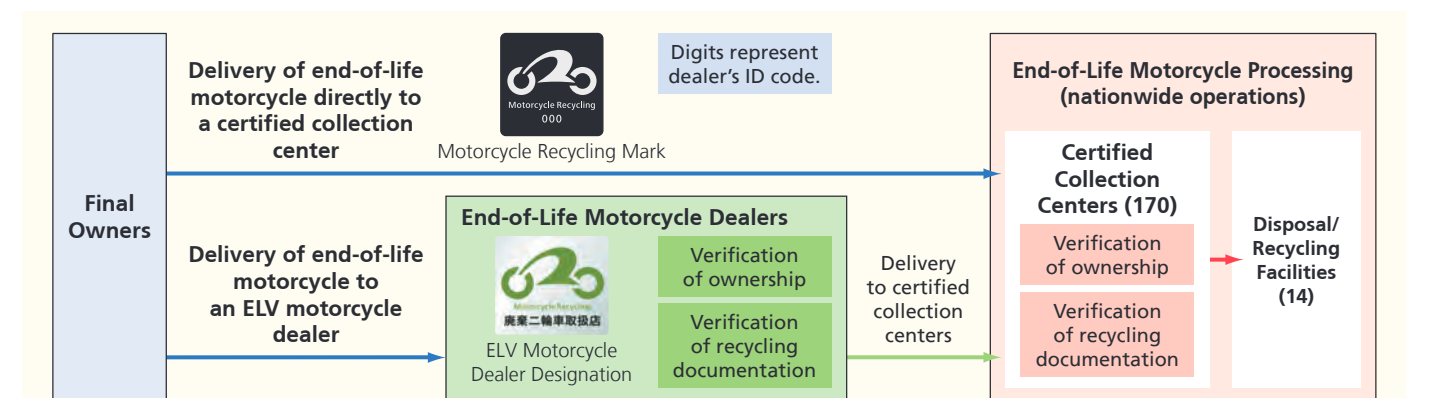 Final
Owners
Delivery of end-of-life
motorcycle directly to
a certified collection
center
Motorcycle Recycling
000
Motorcycle Recycling Mark
Digits represent
dealer's ID code.
Delivery of end-of-life
motorcycle to
an ELV motorcycle
dealer
End-of-Life Motorcycle Dealers
Motorcycle Recycling
廃棄二輪車取扱店
ELV Motorcycle
Dealer Designation
Verification
of ownership
Verification
of recycling
documentation
Delivery
to certified
collection
centers
End-of-Life Motorcycle Processing
(nationwide operations)
Certified
Collection
Centers (170)
Verification
of ownership
Verification
of recycling
documentation
Disposal/
Recycling
Facilities
(14)